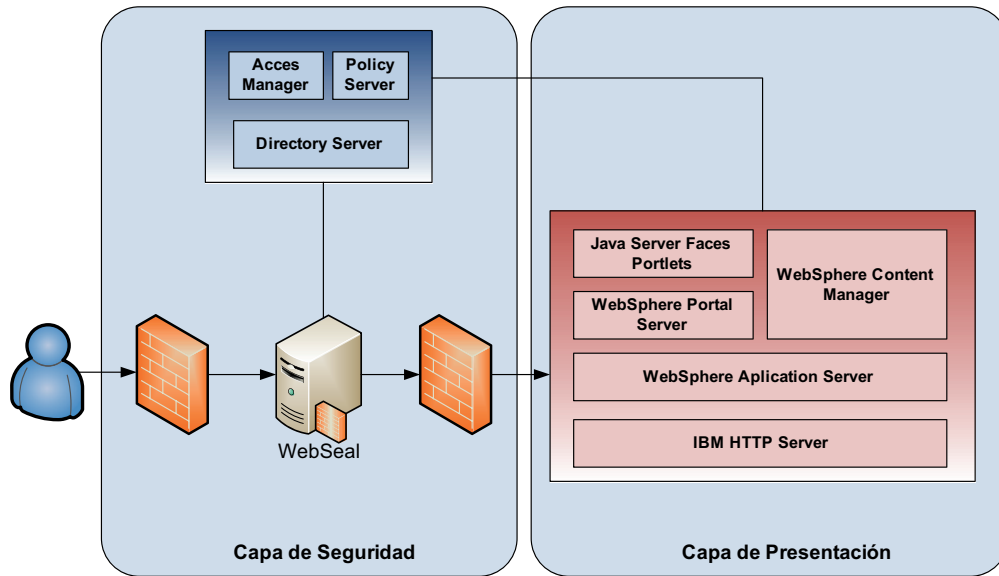 Acces
Manager
Policy
Server
Directory Server
Java Server Faces
Portlets
WebSphere Portal
Server
WebSphere Content
Manager
WebSphere Aplication Server
IBM HTTP Server
WebSeal
Capa de Seguridad
Capa de Presentación